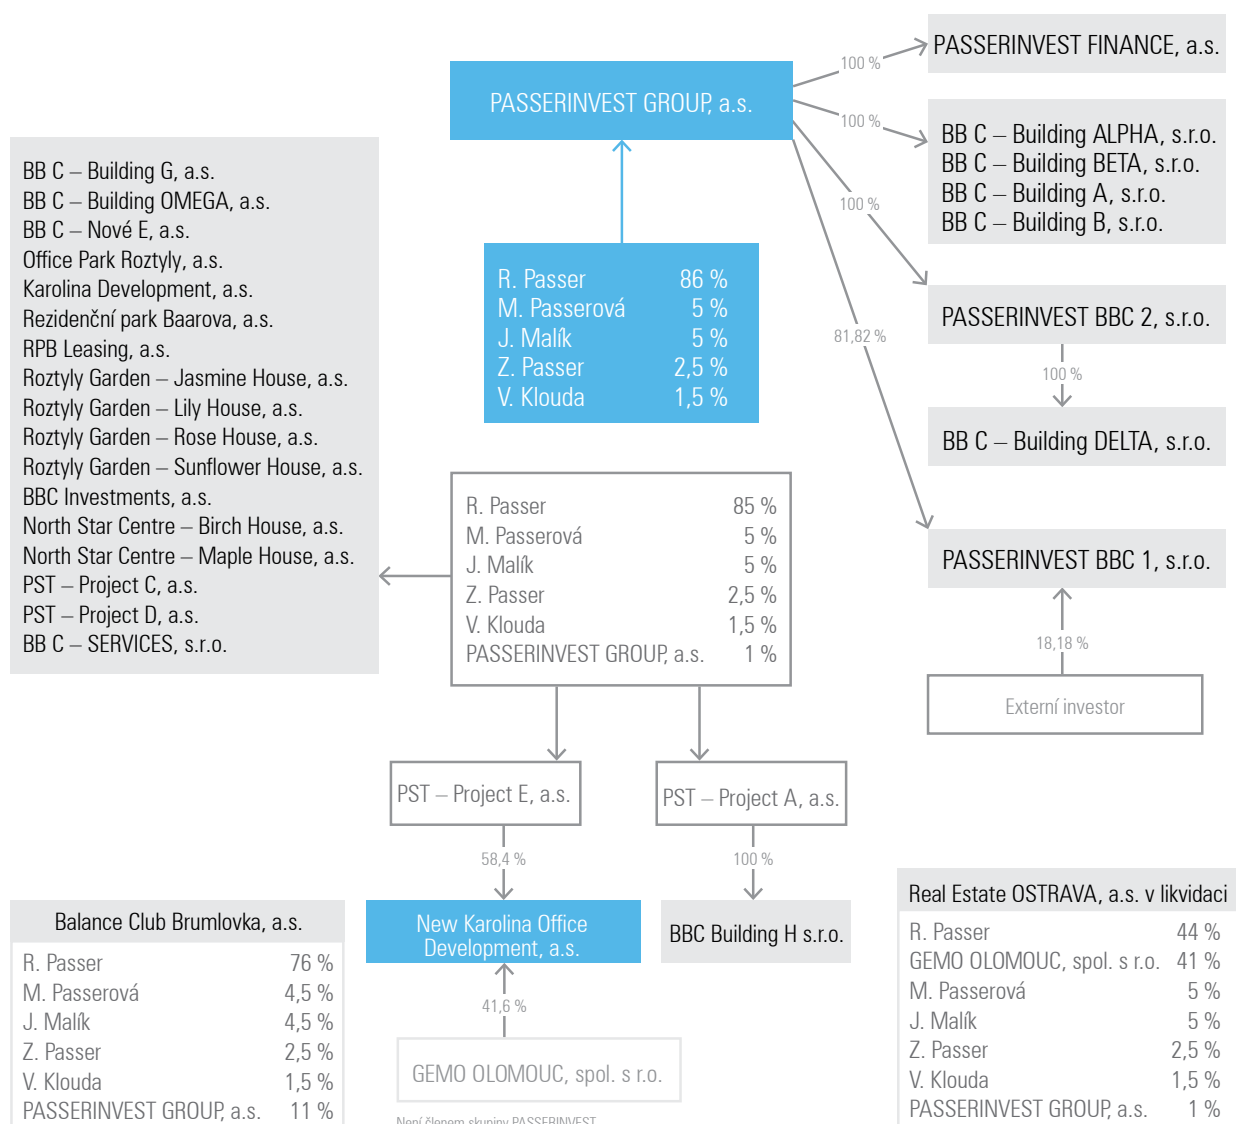 PASSERINVEST GROUP, a.s.
100 %
PASSERINVEST FINANCE, a.s.
100 %
BB C – Building ALPHA, s.r.o.
BB C – Building BETA, s.r.o.
BB C – Building A, s.r.o.
BB C – Building B, s.r.o.
100 %
PASSERINVEST BBC 2, s.r.o.
100 %
BB C – Building DELTA, s.r.o.
81,82 %
PASSERINVEST BBC 1, s.r.o.
18,18 %
Externí investor
R. Passer 86 %
M. Passerová 5 %
J. Malík 5 %
Z. Passer 2,5 %
V. Klouda 1,5 %
BB C – Building G, a.s.
BB C – Building OMEGA, a.s.
BB C – Nové E, a.s.
Office Park Roztyly, a.s.
Karolina Development, a.s.
Rezidenční park Baarova, a.s.
RPB Leasing, a.s.
Roztyly Garden – Jasmine House, a.s.
Roztyly Garden – Lily House, a.s.
Roztyly Garden – Rose House, a.s.
Roztyly Garden – Sunflower House, a.s.
BBC Investments, a.s.
North Star Centre – Birch House, a.s.
North Star Centre – Maple House, a.s.
PST – Project C, a.s.
PST – Project D, a.s.
BB C – SERVICES, s.r.o.
R. Passer 85 %
M. Passerová 5 %
J. Malík 5 %
Z. Passer 2,5 %
V. Klouda 1,5 %
PASSERINVEST GROUP, a.s. 1 %
PST – Project E, a.s.
PST – Project A, a.s.
58,4 %
100 %
New Karolina Office
Development, a.s.
BBC Building H s.r.o.
41,6 %
GEMO OLOMOUC, spol. s r.o.
Není členem skupiny PASSERINVEST
Balance Club Brumlovka, a.s.
R. Passer 76 %
M. Passerová 4,5 %
J. Malík 4,5 %
Z. Passer 2,5 %
V. Klouda 1,5 %
PASSERINVEST GROUP, a.s. 11 %
Real Estate OSTRAVA, a.s. v likvidaci
R. Passer 44 %
GEMO OLOMOUC, spol. s r.o. 41 %
M. Passerová 5 %
J. Malík 5 %
Z. Passer 2,5 %
V. Klouda 1,5 %
PASSERINVEST GROUP, a.s. 1 %